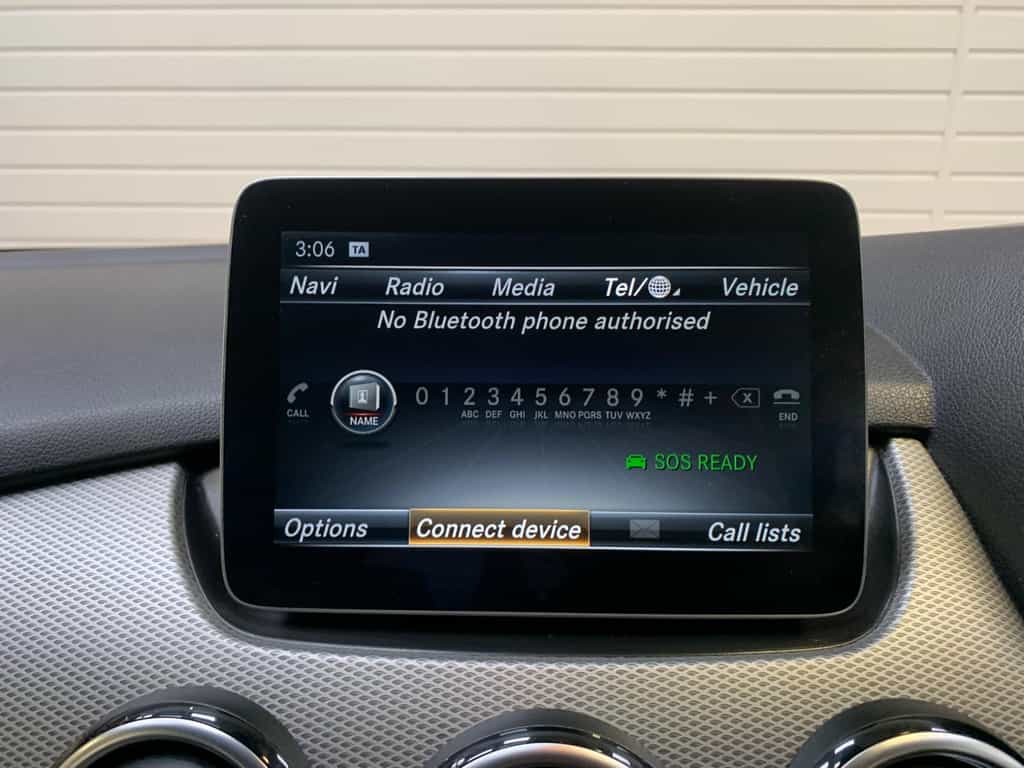 3:06 TA
Navi Radio Media Tel/ Vehicle
No Bluetooth phone authorised
0 1 2 3 4 5 6 7 8 9 * # + X
CALL NAME ABC DEF GHI JKL MNO PQRS TUV WXYZ END
SOS READY
Options Connect device Call lists